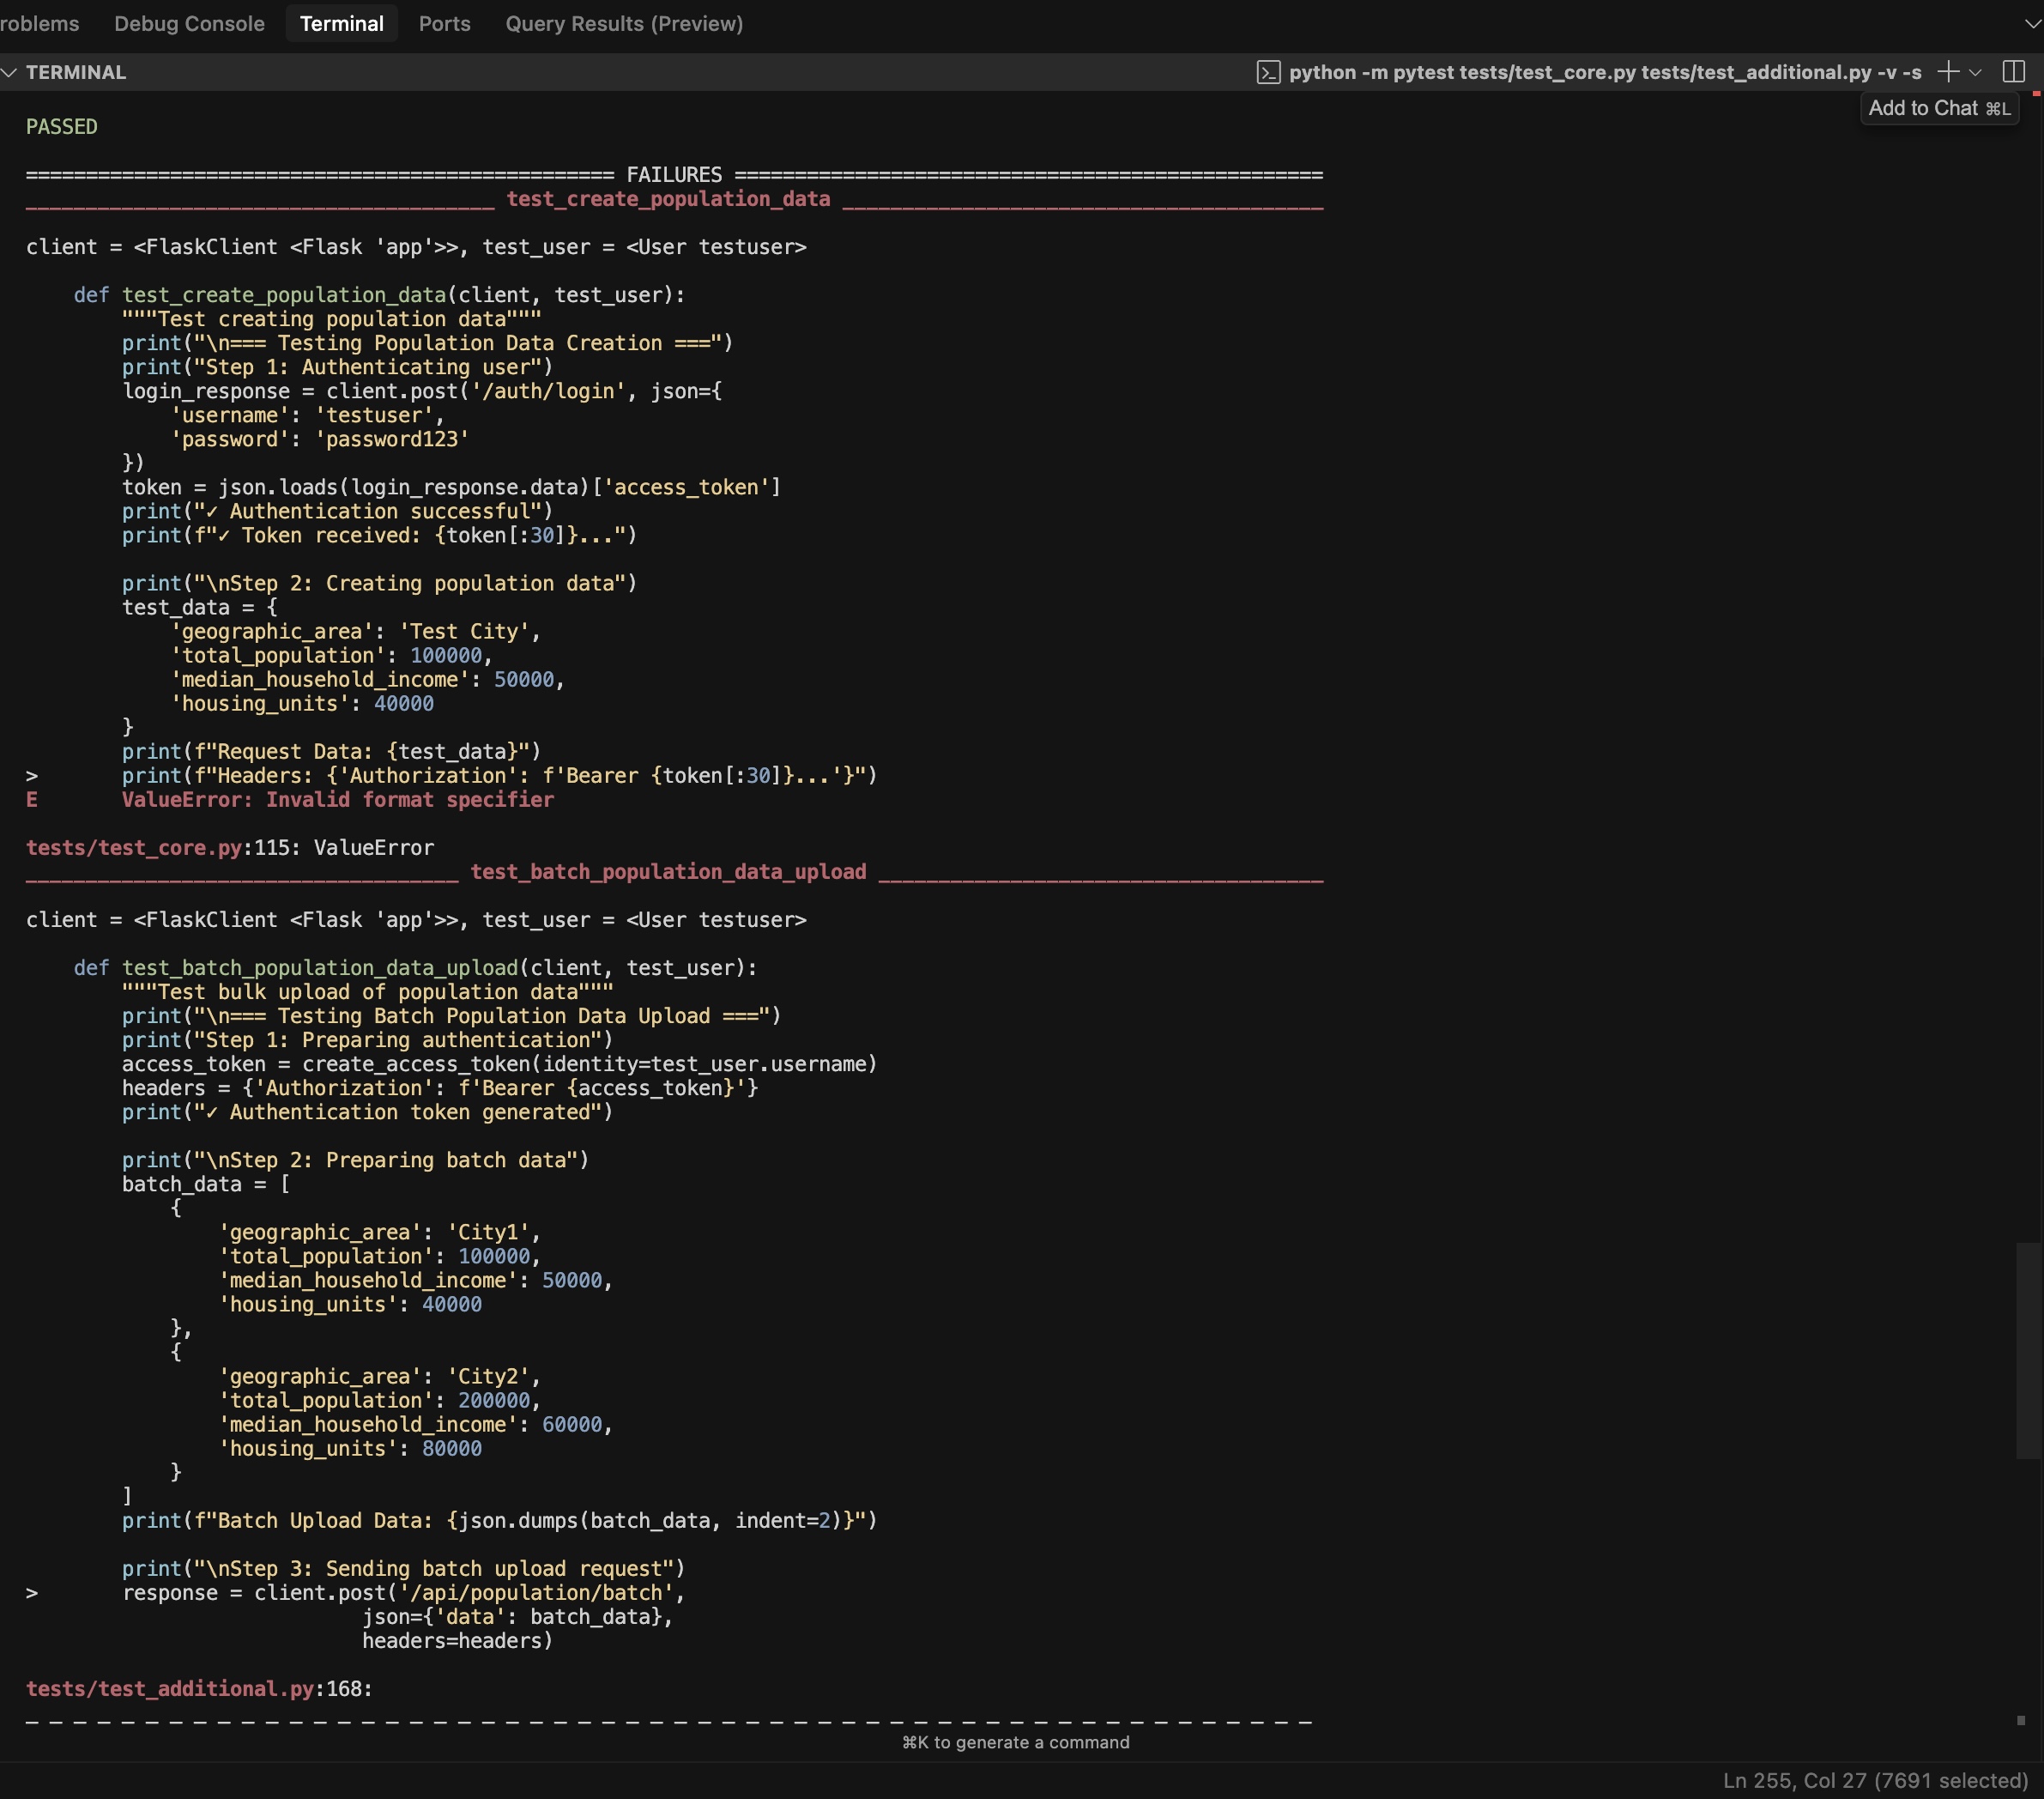 roblems Debug Console Terminal Ports Query Results (Preview)
TERMINAL python -m pytest tests/test_core.py tests/test_additional.py -v -s
Add to Chat ⌘L
PASSED
================================================= FAILURES =================================================
_______________________________________ test_create_population_data ________________________________________
client = <FlaskClient <Flask 'app'>>, test_user = <User testuser>
    def test_create_population_data(client, test_user):
        """Test creating population data"""
        print("\n=== Testing Population Data Creation ===")
        print("Step 1: Authenticating user")
        login_response = client.post('/auth/login', json={
            'username': 'testuser',
            'password': 'password123'
        })
        token = json.loads(login_response.data)['access_token']
        print("✓ Authentication successful")
        print(f"✓ Token received: {token[:30]}...")
        print("\nStep 2: Creating population data")
        test_data = {
            'geographic_area': 'Test City',
            'total_population': 100000,
            'median_household_income': 50000,
            'housing_units': 40000
        }
        print(f"Request Data: {test_data}")
>       print(f"Headers: {'Authorization': f'Bearer {token[:30]}...'}")
E       ValueError: Invalid format specifier
tests/test_core.py:115: ValueError
____________________________________ test_batch_population_data_upload _____________________________________
client = <FlaskClient <Flask 'app'>>, test_user = <User testuser>
    def test_batch_population_data_upload(client, test_user):
        """Test bulk upload of population data"""
        print("\n=== Testing Batch Population Data Upload ===")
        print("Step 1: Preparing authentication")
        access_token = create_access_token(identity=test_user.username)
        headers = {'Authorization': f'Bearer {access_token}'}
        print("✓ Authentication token generated")
        print("\nStep 2: Preparing batch data")
        batch_data = [
            {
                'geographic_area': 'City1',
                'total_population': 100000,
                'median_household_income': 50000,
                'housing_units': 40000
            },
            {
                'geographic_area': 'City2',
                'total_population': 200000,
                'median_household_income': 60000,
                'housing_units': 80000
            }
        ]
        print(f"Batch Upload Data: {json.dumps(batch_data, indent=2)}")
        print("\nStep 3: Sending batch upload request")
>       response = client.post('/api/population/batch',
                            json={'data': batch_data},
                            headers=headers)
tests/test_additional.py:168:
_ _ _ _ _ _ _ _ _ _ _ _ _ _ _ _ _ _ _ _ _ _ _ _ _ _ _ _ _ _ _ _ _ _ _ _ _ _ _ _ _ _ _ _ _ _ _ _ _ _ _ _ _ _
⌘K to generate a command
Ln 255, Col 27 (7691 selected)